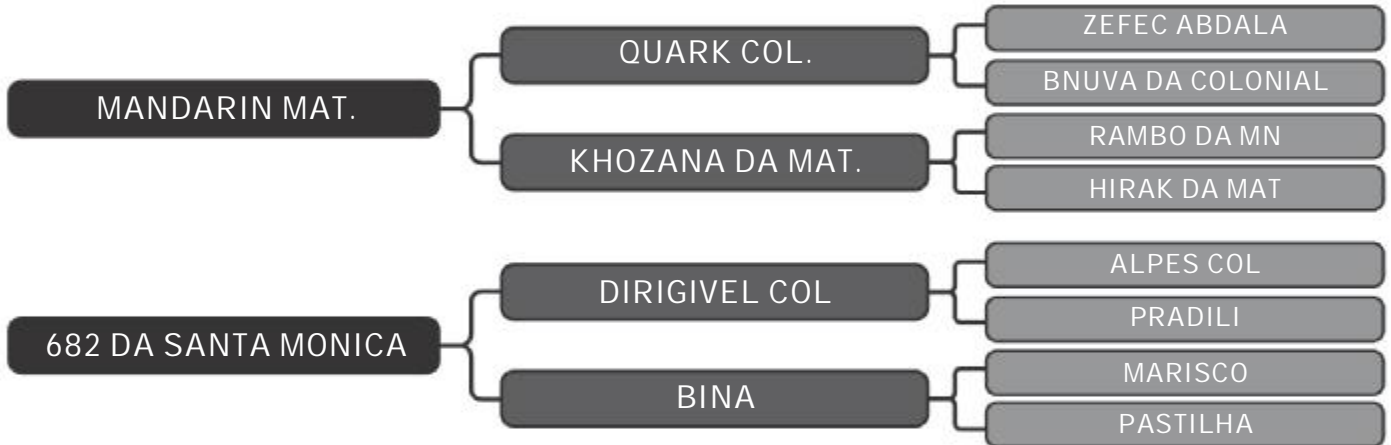 MANDARIN MAT.
QUARK COL.
ZEFEC ABDALA
BNUVA DA COLONIAL
KHOZANA DA MAT.
RAMBO DA MN
HIRAK DA MAT
682 DA SANTA MONICA
DIRIGIVEL COL
ALPES COL
PRADILI
BINA
MARISCO
PASTILHA